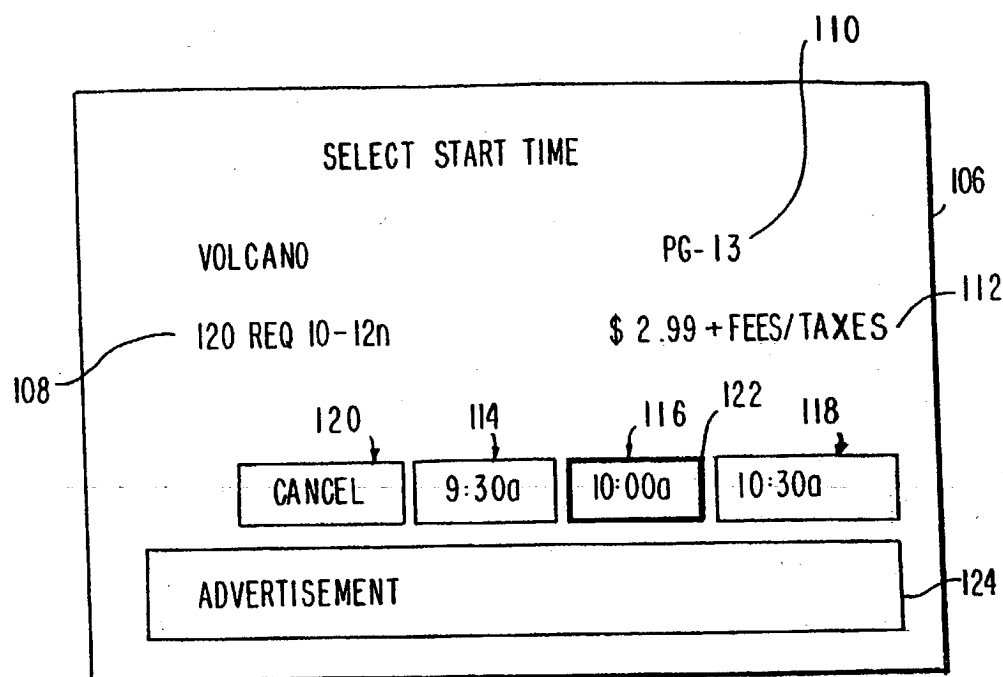 110
SELECT START TIME
106
VOLCANO PG-13
112
120 REQ 10-12n $ 2.99 + FEES/TAXES
108
120 114 116 122 118
CANCEL 9:30a 10:00a 10:30a
ADVERTISEMENT
124